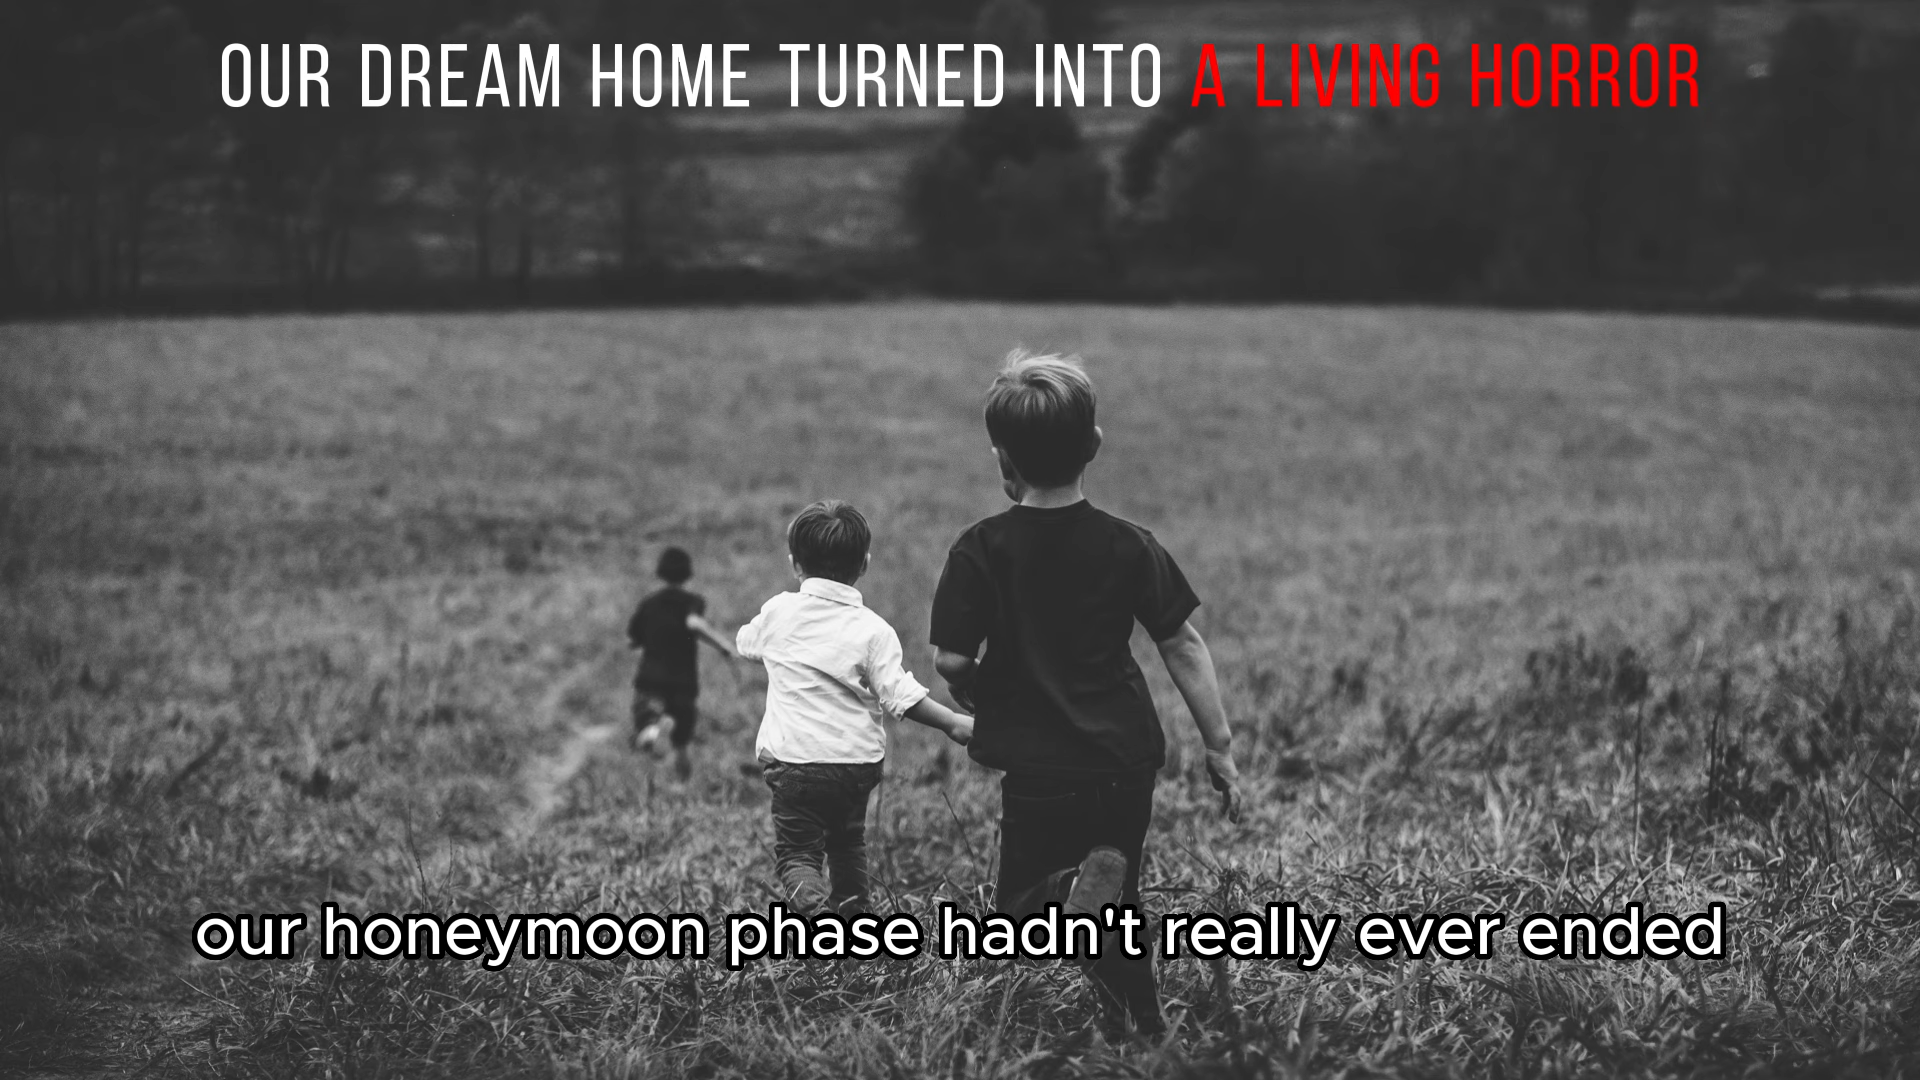 OUR DREAM HOME TURNED INTO A LIVING HORROR
our honeymoon phase hadn't really ever ended